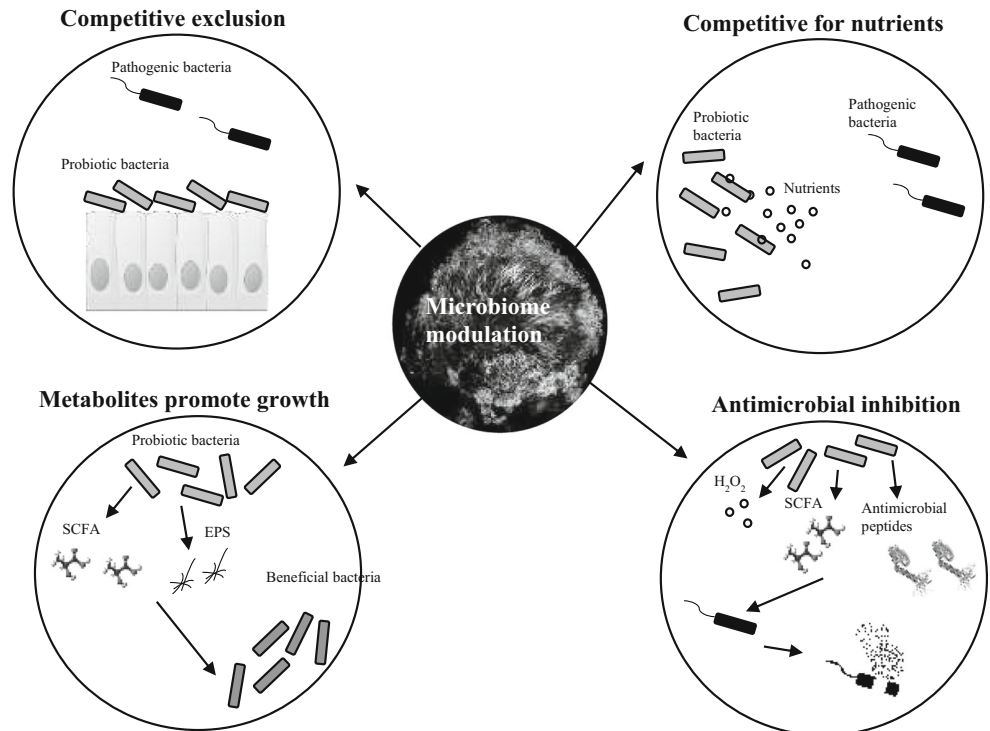 Competitive exclusion
Pathogenic bacteria
Probiotic bacteria
Competitive for nutrients
Probiotic
bacteria
Pathogenic
bacteria
Nutrients
Microbiome
modulation
Metabolites promote growth
Probiotic bacteria
SCFA
EPS
Beneficial bacteria
Antimicrobial inhibition
H₂O₂
SCFA
Antimicrobial
peptides